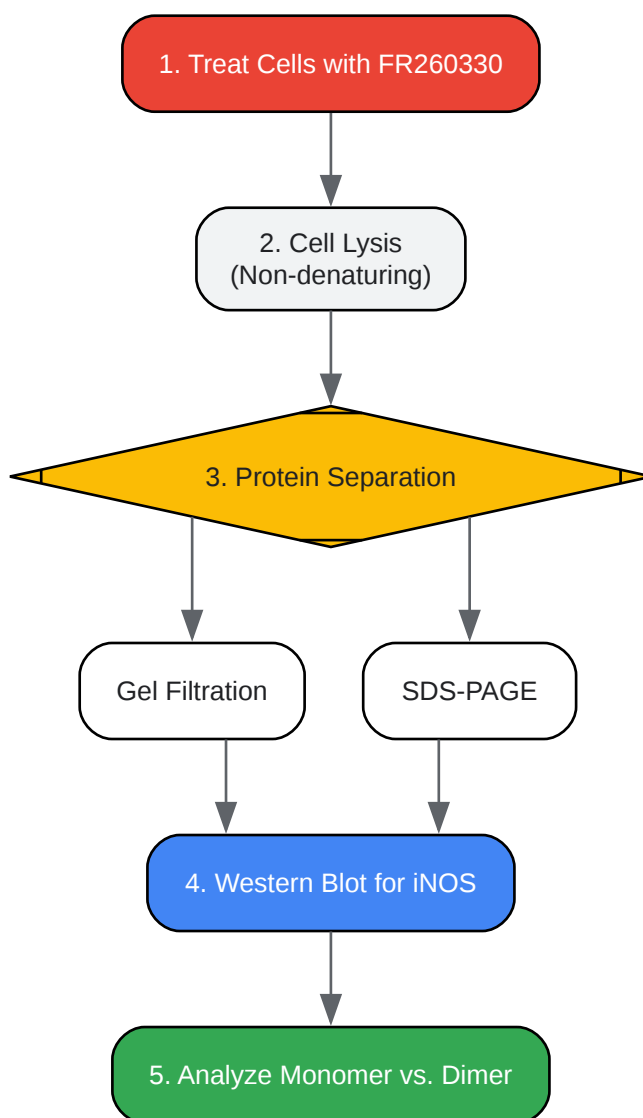 1. Treat Cells with FR260330
2. Cell Lysis
(Non-denaturing)
3. Protein Separation
Gel Filtration
SDS-PAGE
4. Western Blot for iNOS
5. Analyze Monomer vs. Dimer